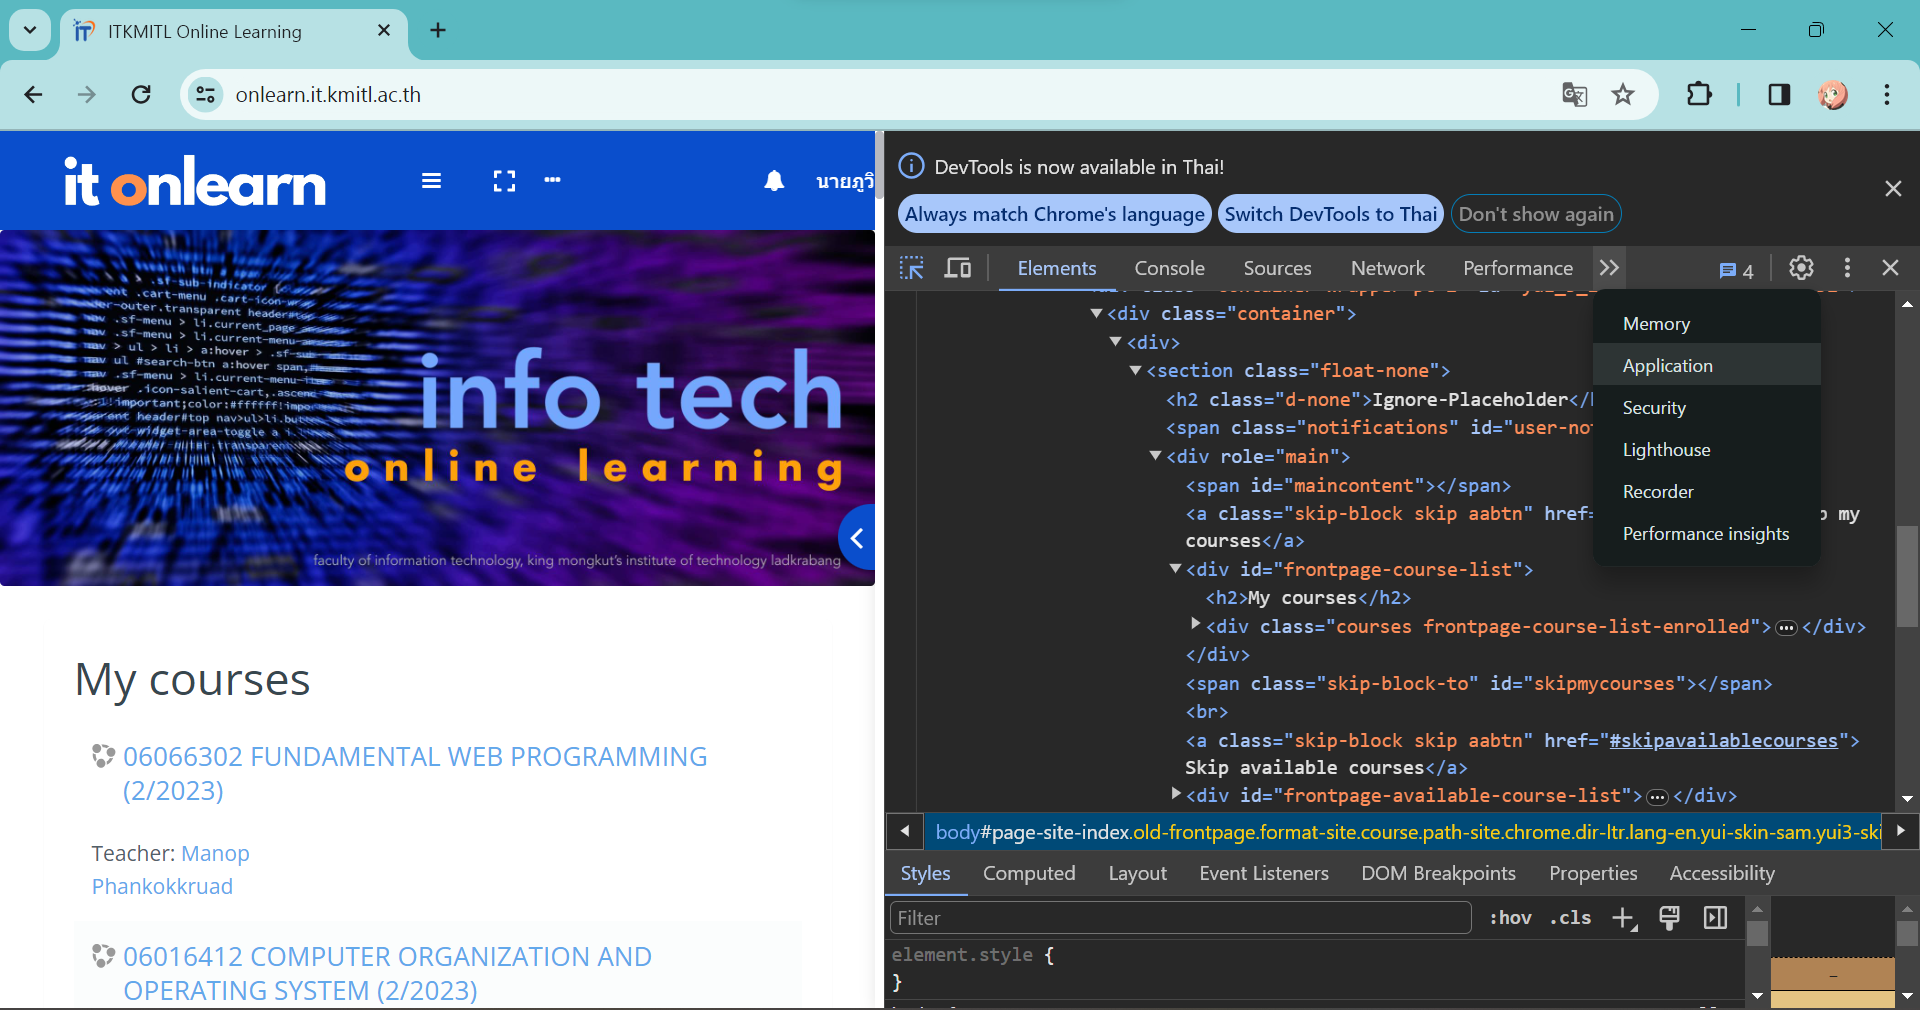 ITKMITL Online Learning
onlearn.it.kmitl.ac.th
it onlearn
นายภูวิ
info tech
online learning
faculty of information technology, king mongkut's institute of technology ladkrabang
My courses
06066302 FUNDAMENTAL WEB PROGRAMMING
(2/2023)
Teacher: Manop
Phankokkruad
06016412 COMPUTER ORGANIZATION AND
OPERATING SYSTEM (2/2023)
DevTools is now available in Thai!
Always match Chrome's language
Switch DevTools to Thai
Don't show again
Elements
Console
Sources
Network
Performance
4
Memory
Application
Security
Lighthouse
Recorder
Performance insights
<div class="container">
<div>
<section class="float-none">
<h2 class="d-none">Ignore-Placeholder</
<span class="notifications" id="user-not
<div role="main">
<span id="maincontent"></span>
<a class="skip-block skip aabtn" href= my
courses</a>
<div id="frontpage-course-list">
<h2>My courses</h2>
<div class="courses frontpage-course-list-enrolled">…</div>
</div>
<span class="skip-block-to" id="skipmycourses"></span>
<br>
<a class="skip-block skip aabtn" href="#skipavailablecourses">
Skip available courses</a>
<div id="frontpage-available-course-list">…</div>
body#page-site-index.old-frontpage.format-site.course.path-site.chrome.dir-ltr.lang-en.yui-skin-sam.yui3-ski
Styles
Computed
Layout
Event Listeners
DOM Breakpoints
Properties
Accessibility
Filter
:hov
.cls
element.style {
}
–